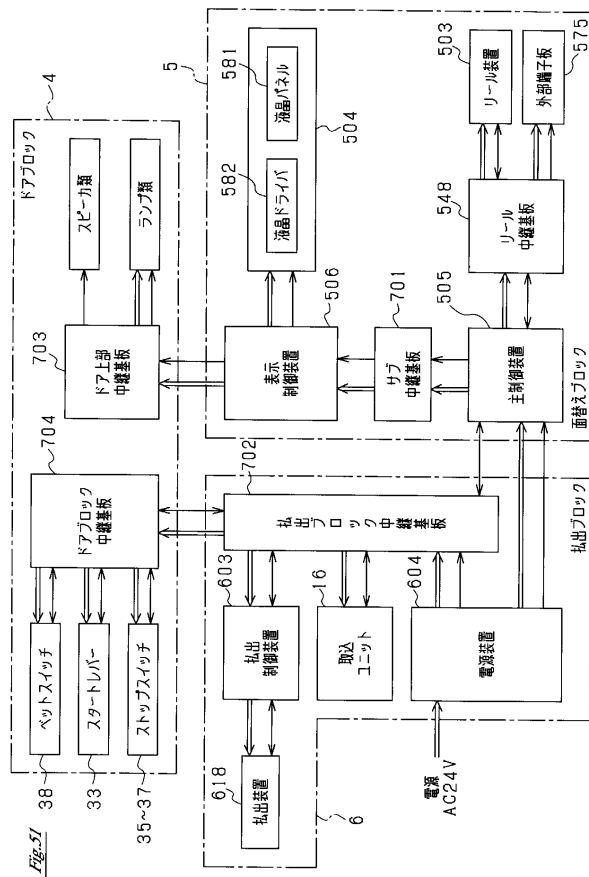 Fig.51
ドアブロック
4
ベットスイッチ
38
スタートレバー
33
ストップスイッチ
35~37
ドアブロック
中継基板
704
ドア上部
中継基板
703
スピーカ類
ランプ類
5
液晶パネル
581
液晶ドライバ
582
504
表示
制御装置
506
サブ
中継基板
701
主制御装置
505
リール
中継基板
548
リール装置
503
外部端子板
575
面替えブロック
払出ブロック中継基板
702
払出
制御装置
603
取込
ユニット
16
電源装置
604
払出装置
618
6
電源
AC24V
払出ブロック